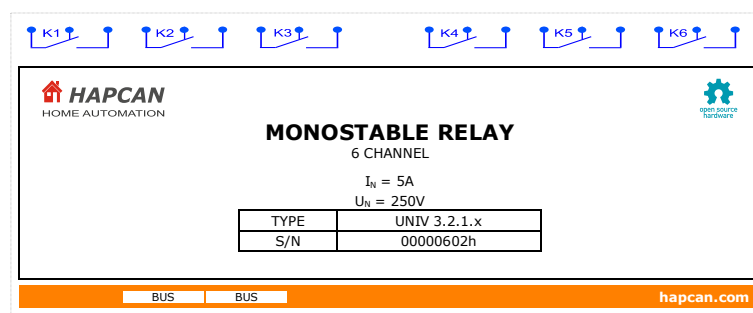 K1 K2 K3 K4 K5 K6
HAPCAN
HOME AUTOMATION
open source
hardware
MONOSTABLE RELAY
6 CHANNEL
IN = 5A
UN = 250V
TYPE UNIV 3.2.1.x
S/N 00000602h
BUS BUS hapcan.com